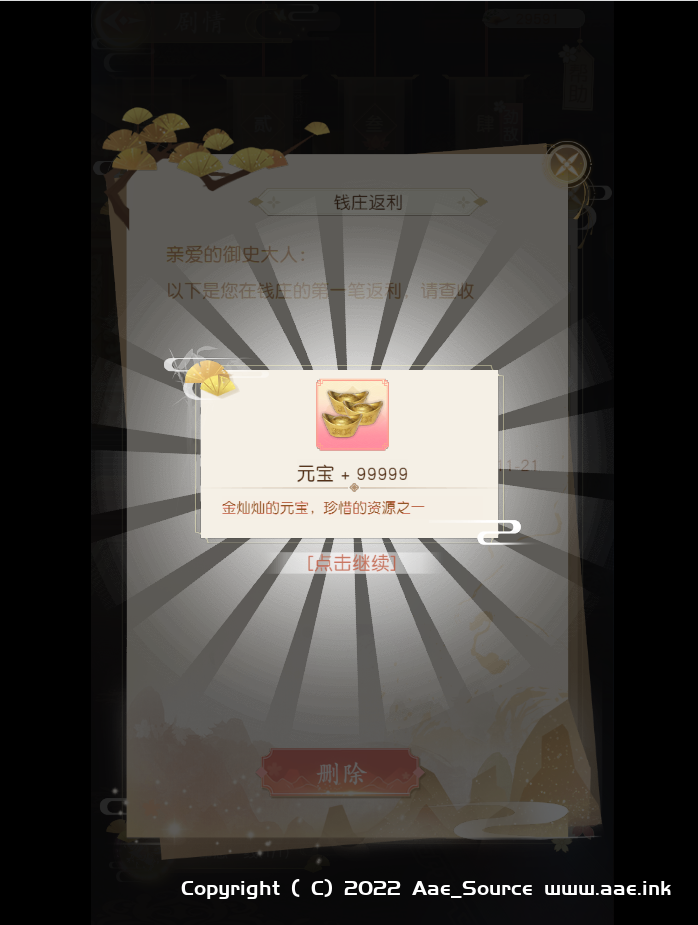 剧情
钱庄返利
亲爱的御史大人：
以下是您在钱庄的第一笔返利，请查收
元宝 + 99999
11-21
金灿灿的元宝，珍惜的资源之一
[点击继续]
删除
Copyright ( C) 2022 Aae_Source www.aae.ink